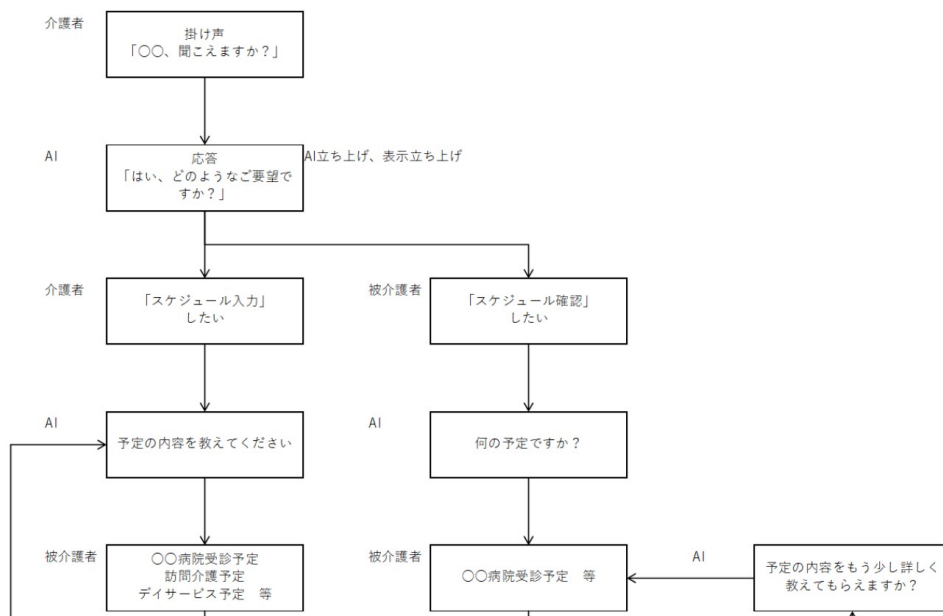 介護者
掛け声
「〇〇、聞こえますか？」
AI
応答
「はい、どのようなご要望で
すか？」
AI立ち上げ、表示立ち上げ
介護者
「スケジュール入力」
したい
被介護者
「スケジュール確認」
したい
AI
予定の内容を教えてください
AI
何の予定ですか？
被介護者
〇〇病院受診予定
訪問介護予定
デイサービス予定　等
被介護者
〇〇病院受診予定　等
AI
予定の内容をもう少し詳しく
教えてもらえますか？